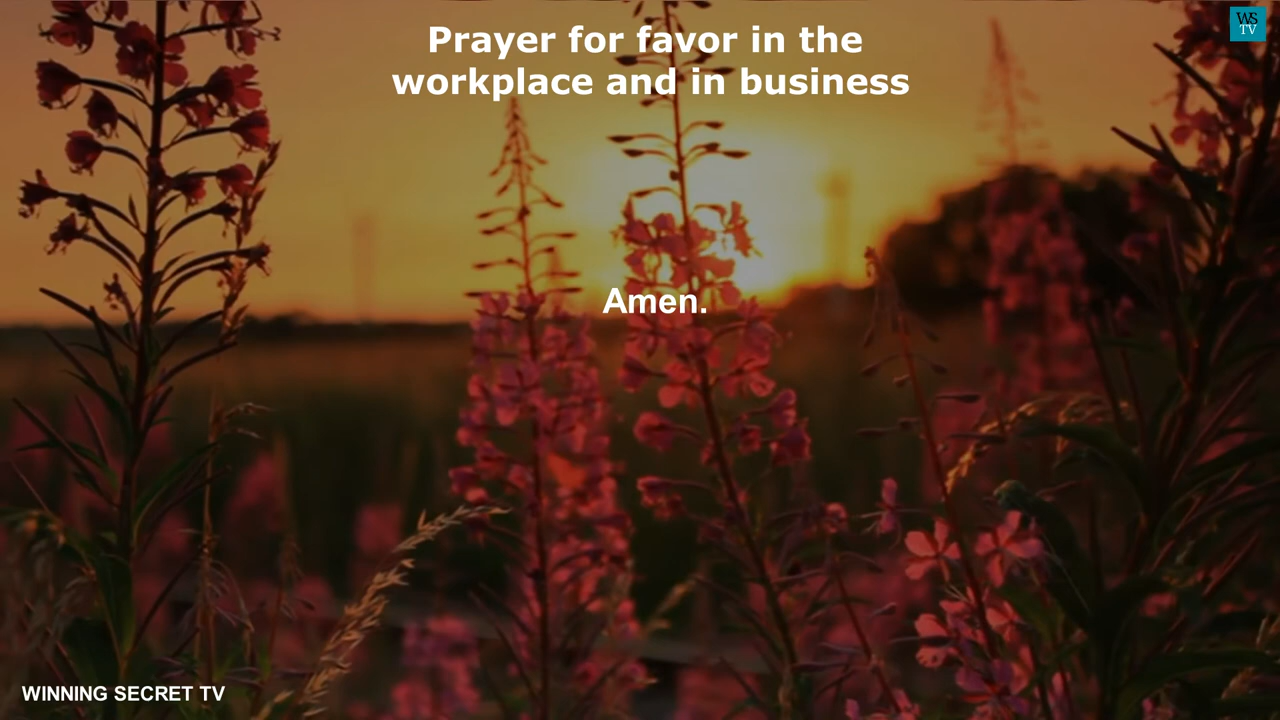 Prayer for favor in the
workplace and in business
WS
TV
Amen.
WINNING SECRET TV